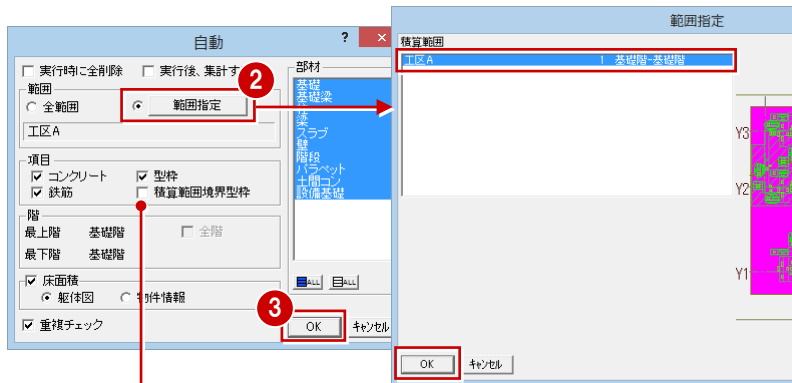 自動 ? ×
実行時に全削除 実行後、集計す
範囲
全範囲 範囲指定
2
工区A
項目
コンクリート 型枠
鉄筋 積算範囲境界型枠
階
最上階 基礎階 全階
最下階 基礎階
床面積
躯体図 物件情報
重複チェック
部材
基礎
基礎梁
柱
梁
スラブ
壁
階段
パラペット
土間コン
設備基礎
ALL ALL
3
OK キャンセル
範囲指定
積算範囲
工区A 1 基礎階-基礎階
Y3
Y2
Y1
OK キャンセル